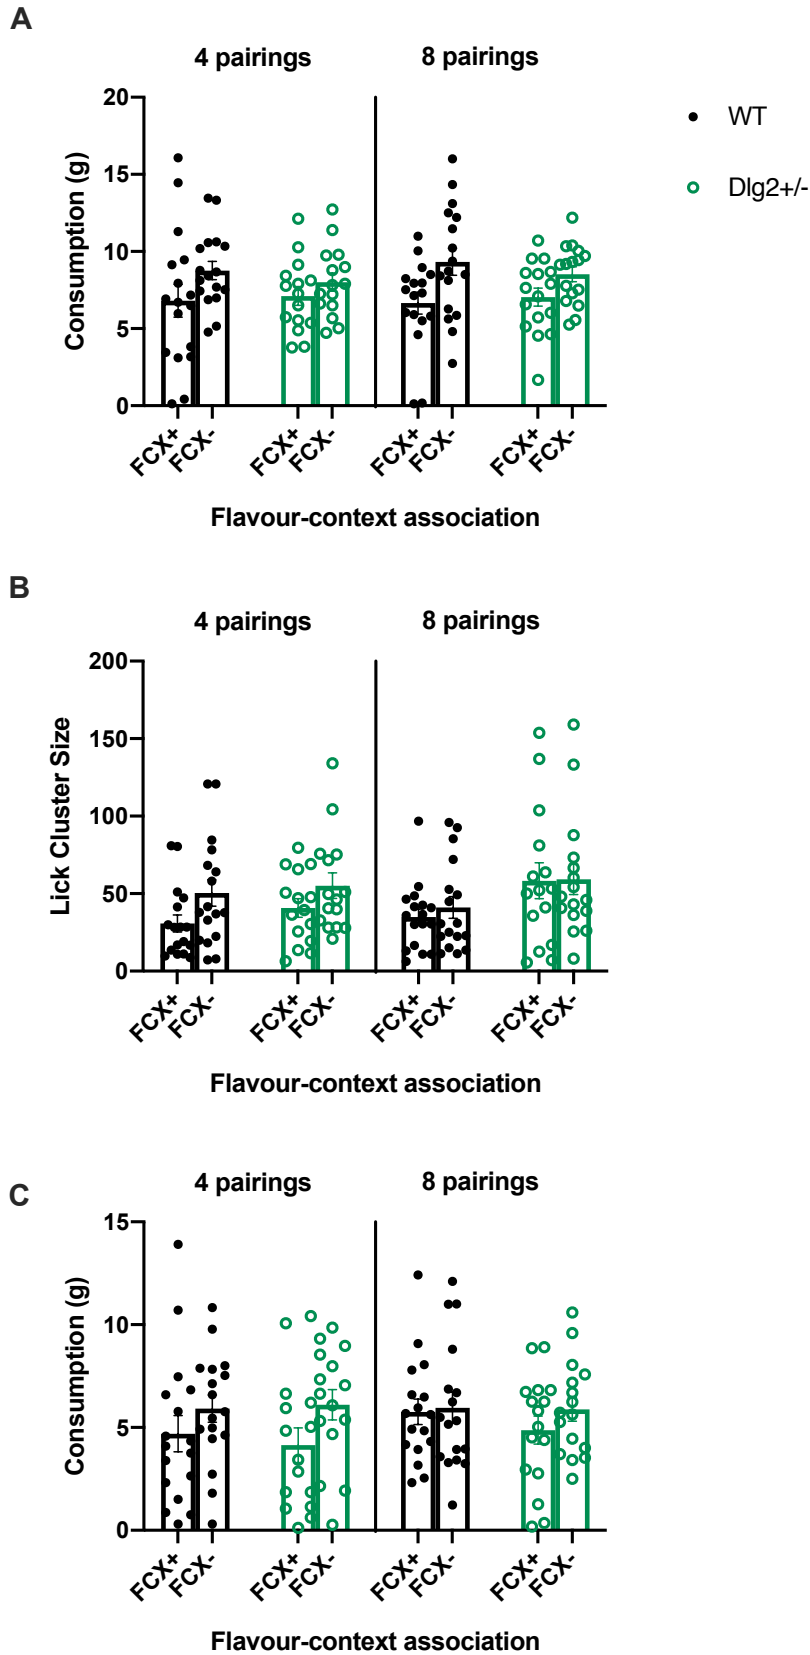 A
4 pairings 8 pairings
WT
Dlg2+/-
Consumption (g)
20
15
10
5
0
FCX+ FCX- FCX+ FCX- FCX+ FCX- FCX+ FCX-
Flavour-context association
B
4 pairings 8 pairings
Lick Cluster Size
200
150
100
50
0
FCX+ FCX- FCX+ FCX- FCX+ FCX- FCX+ FCX-
Flavour-context association
C
4 pairings 8 pairings
Consumption (g)
15
10
5
0
FCX+ FCX- FCX+ FCX- FCX+ FCX- FCX+ FCX-
Flavour-context association